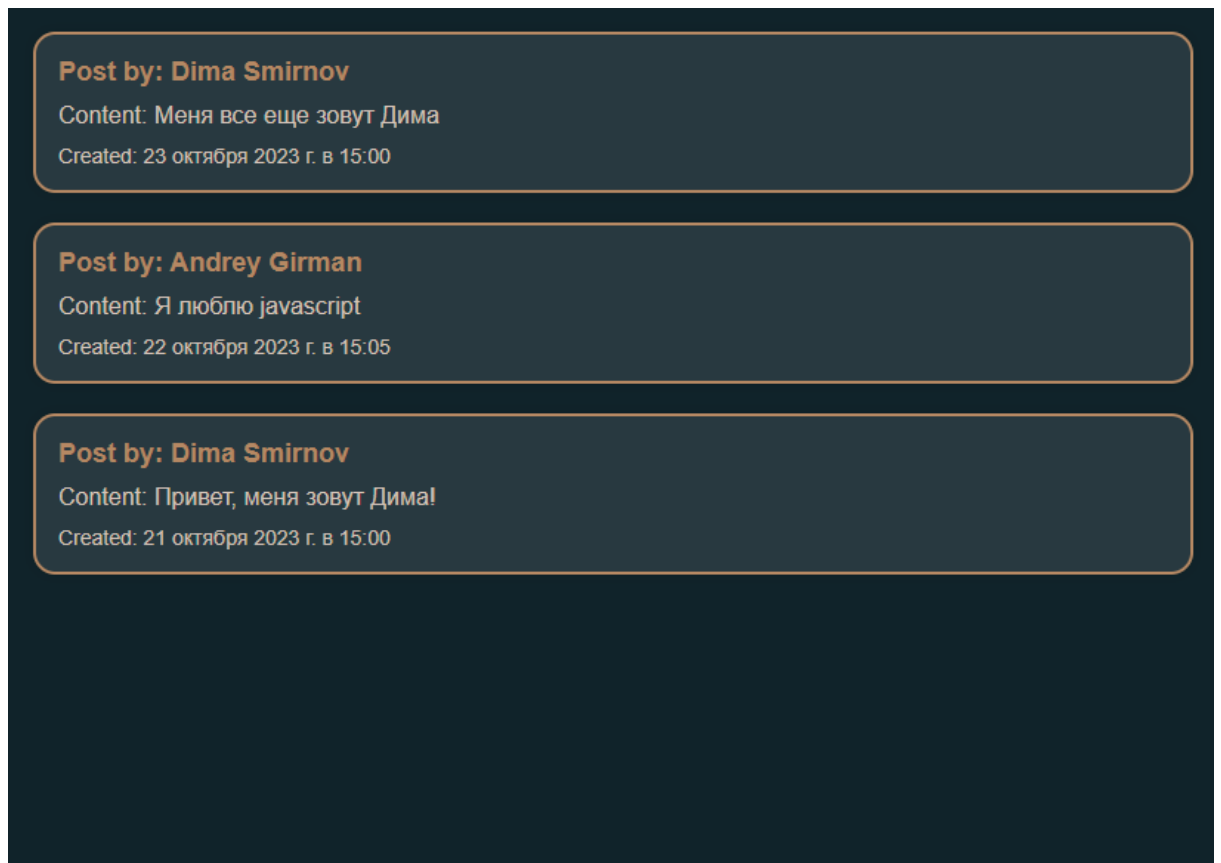 Post by: Dima Smirnov
Content: Меня все еще зовут Дима
Created: 23 октября 2023 г. в 15:00
Post by: Andrey Girman
Content: Я люблю javascript
Created: 22 октября 2023 г. в 15:05
Post by: Dima Smirnov
Content: Привет, меня зовут Дима!
Created: 21 октября 2023 г. в 15:00